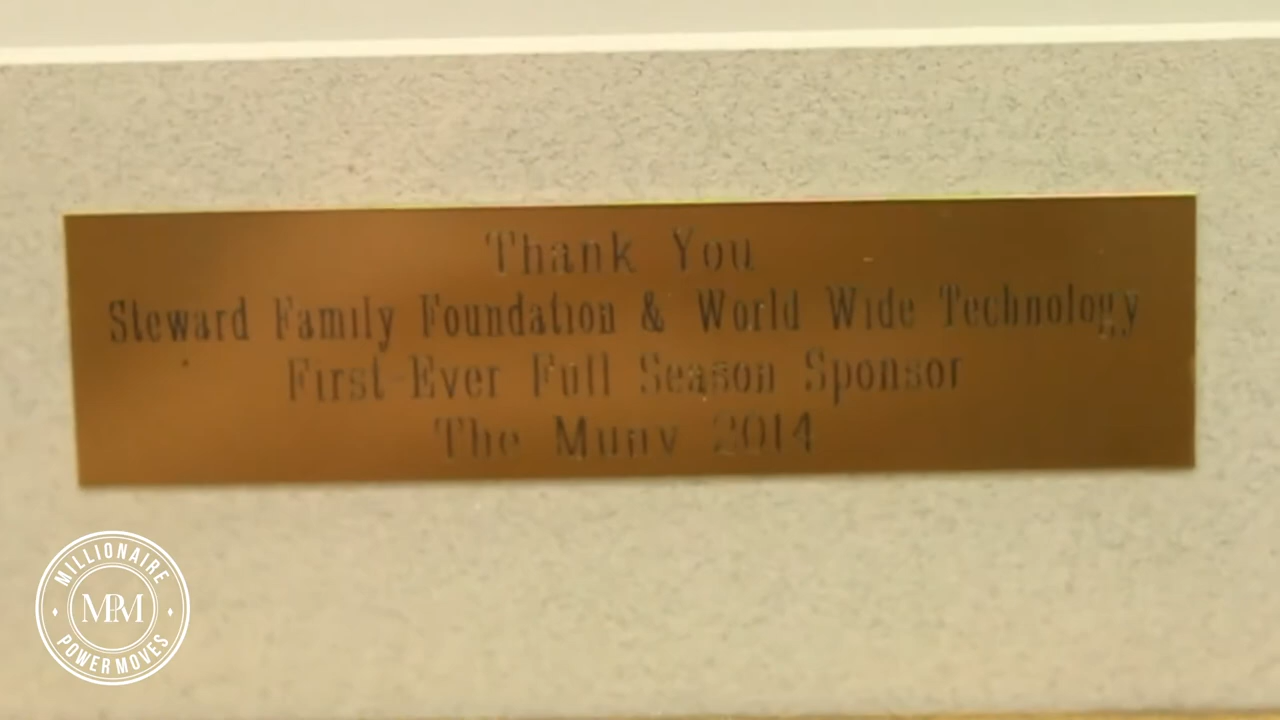 Thank You
Steward Family Foundation & World Wide Technology
First-Ever Full Season Sponsor
The Muny 2014
MILLIONAIRE
MPM
POWER MOVES